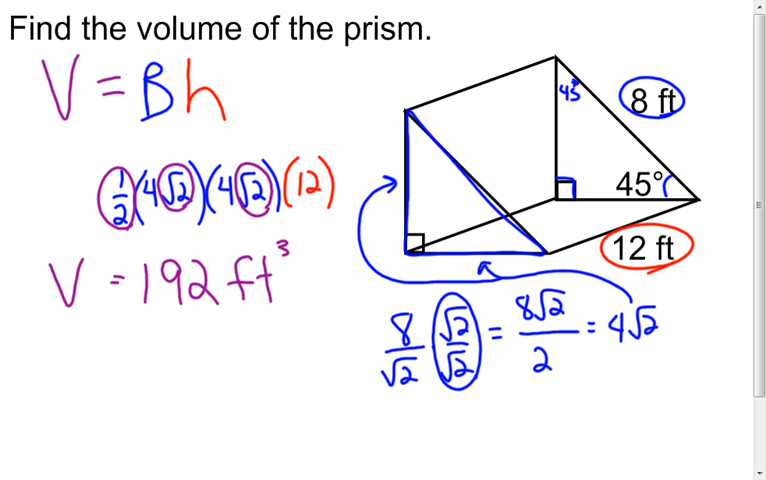 Find the volume of the prism.
V = Bh
45°
8 ft
1/2(4√2)(4√2)(12)
45°
12 ft
V = 192 ft³
8/√2 · √2/√2 = 8√2/2 = 4√2